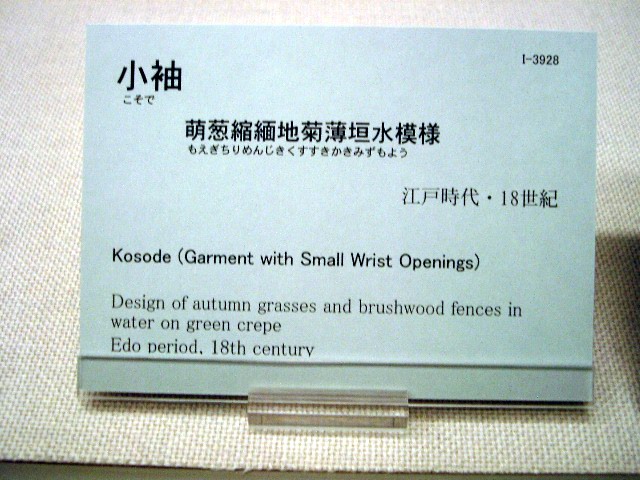 I-3928
小袖
こそで
萌葱縮緬地菊薄垣水模様
もえぎちりめんじきくすすきかきみずもよう
江戸時代・18世紀
Kosode (Garment with Small Wrist Openings)
Design of autumn grasses and brushwood fences in
water on green crepe
Edo period, 18th century